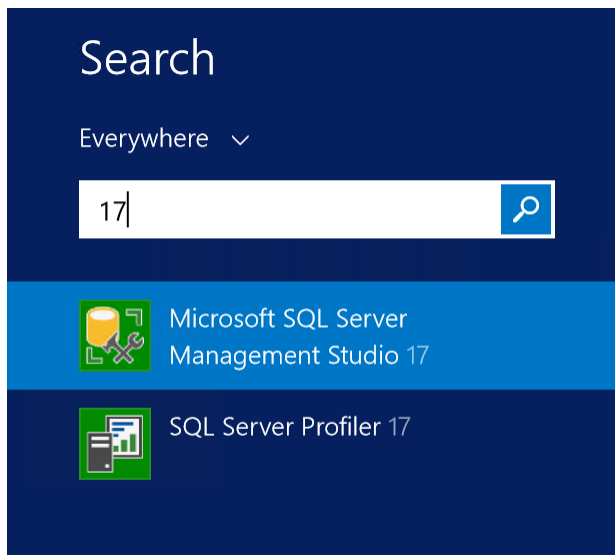 Search
Everywhere
17
Microsoft SQL Server
Management Studio 17
SQL Server Profiler 17